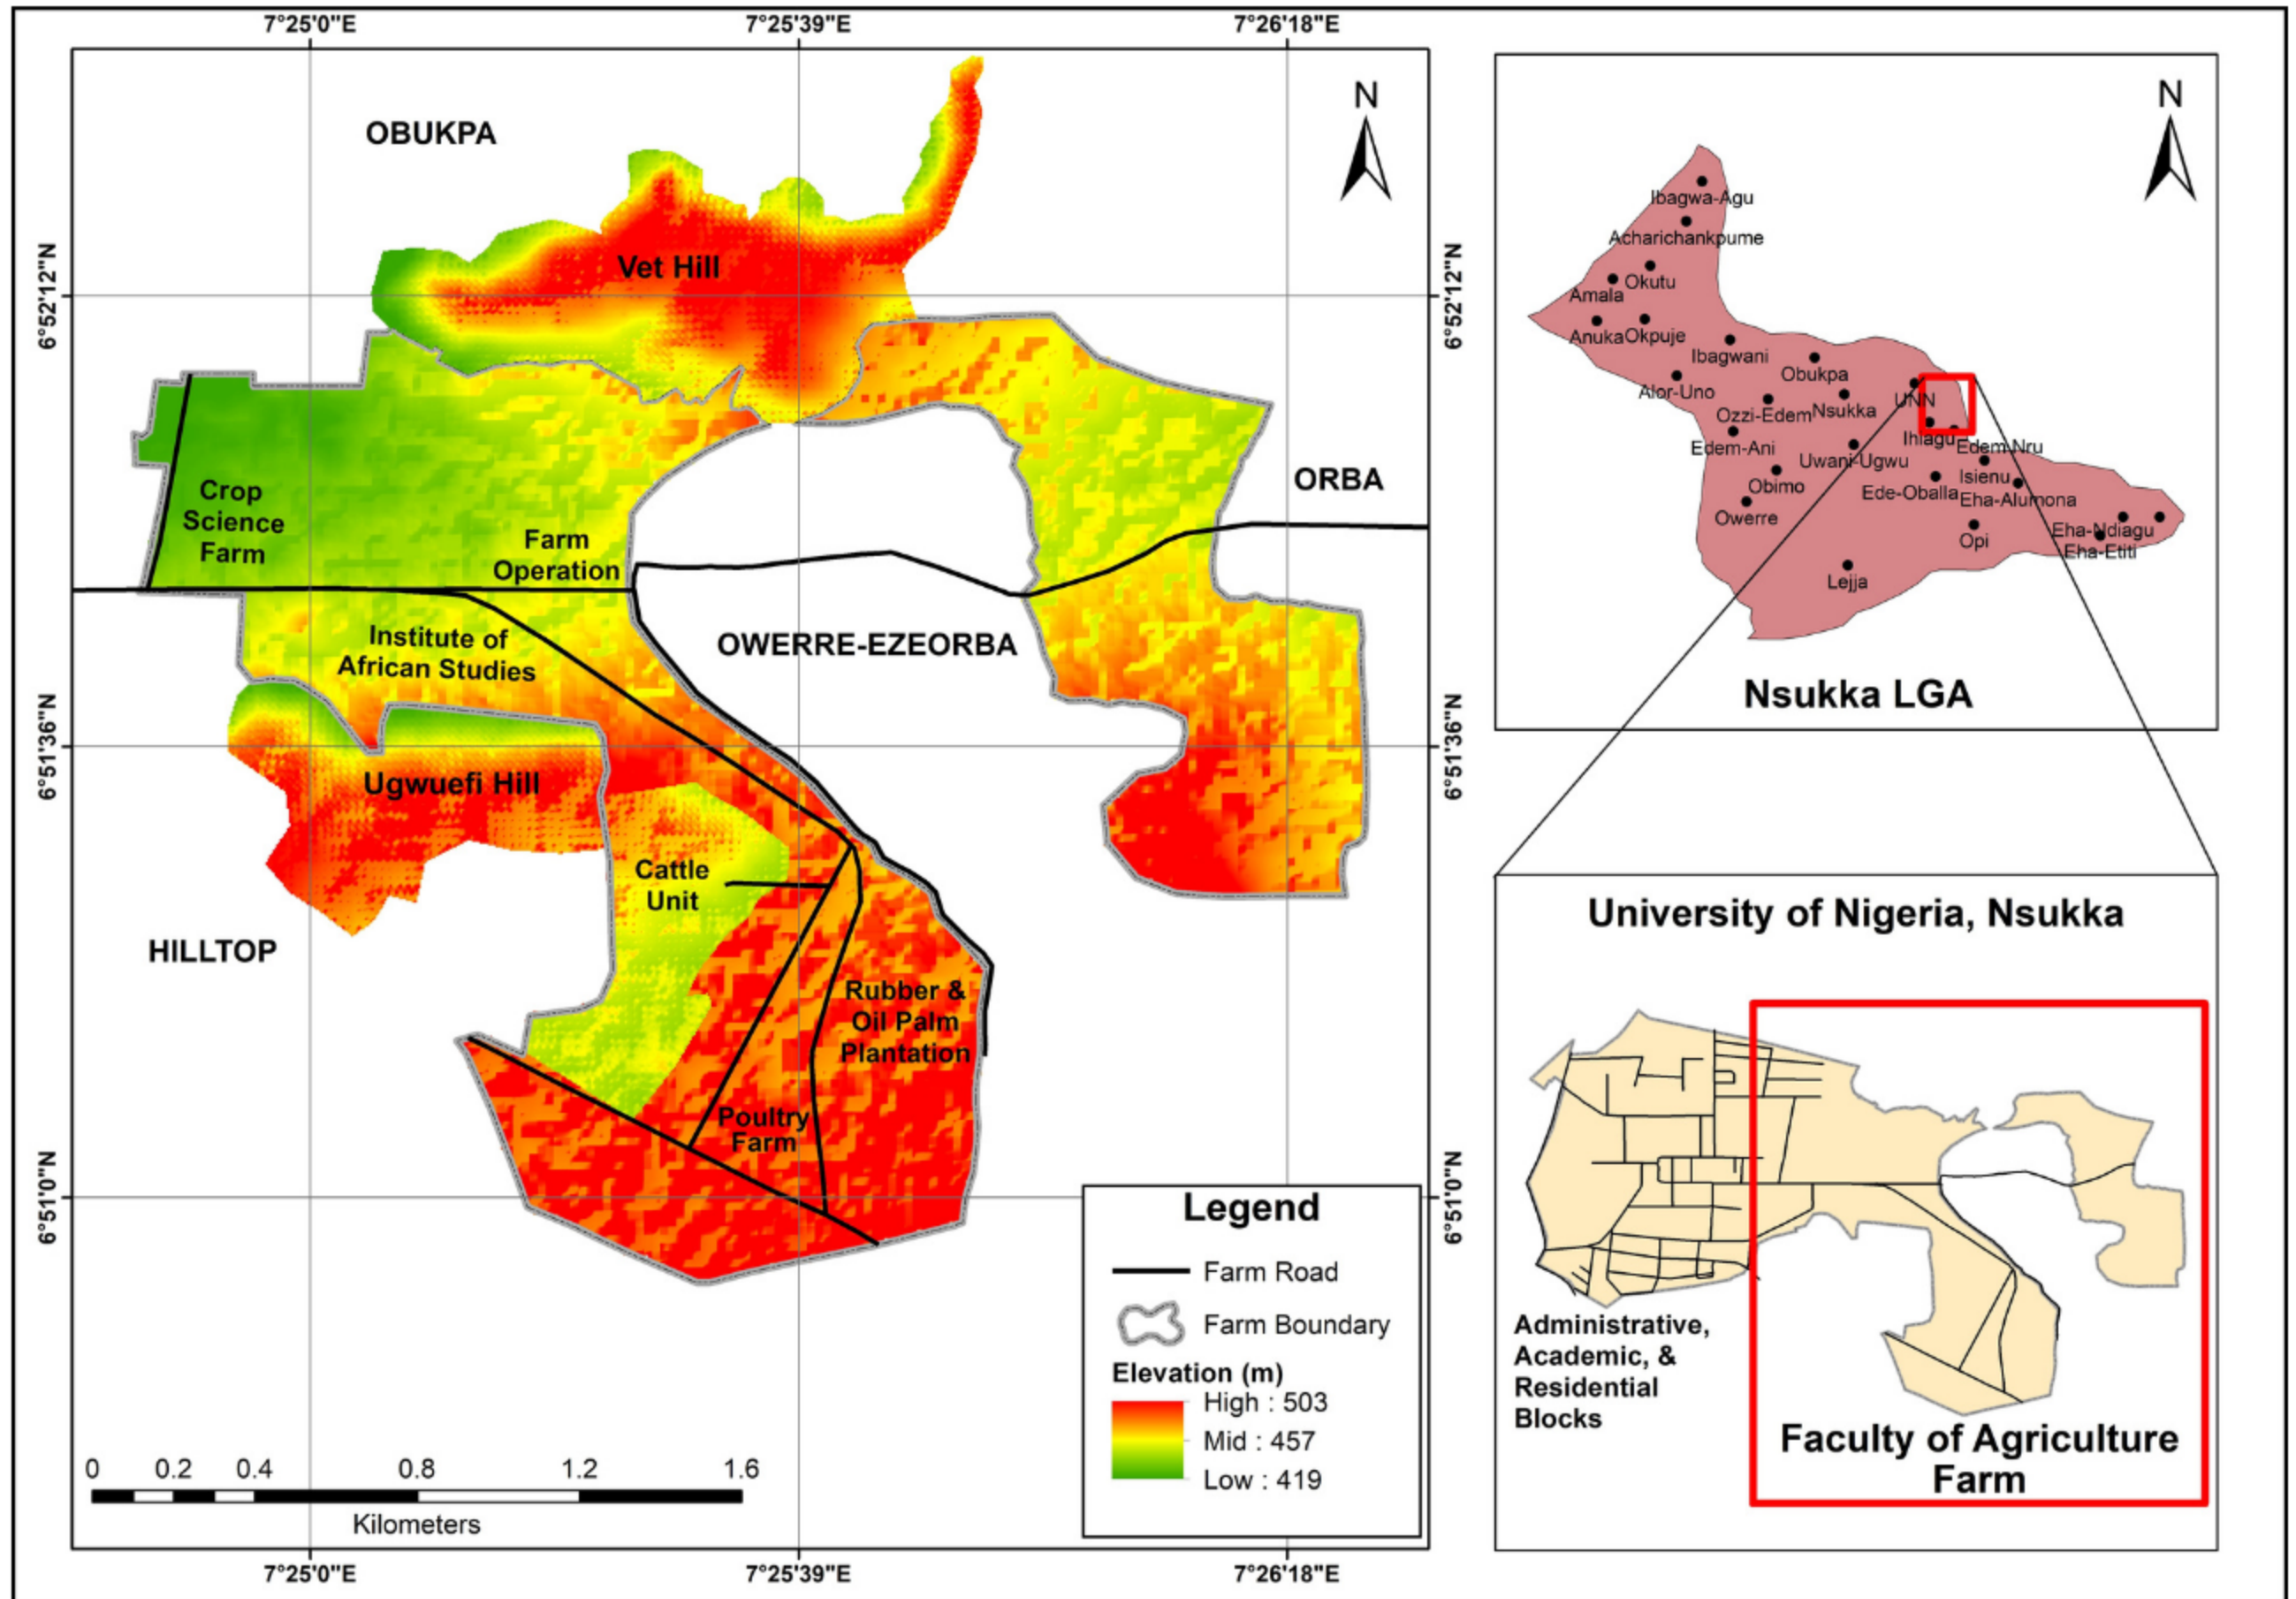 7°25'0"E
7°25'39"E
7°26'18"E
6°52'12"N
6°51'36"N
6°51'0"N
OBUKPA
N
Vet Hill
Crop
Science
Farm
Farm
Operation
ORBA
Institute of
African Studies
OWERRE-EZEORBA
Ugwuefi Hill
Cattle
Unit
HILLTOP
Rubber &
Oil Palm
Plantation
Poultry
Farm
0 0.2 0.4 0.8 1.2 1.6
Kilometers
Legend
Farm Road
Farm Boundary
Elevation (m)
High : 503
Mid : 457
Low : 419
6°52'12"N
6°51'36"N
6°51'0"N
7°25'0"E
7°25'39"E
7°26'18"E
N
Ibagwa-Agu
Acharichankpume
Okutu
Amala
Anuka
Okpuje
Ibagwani
Obukpa
Alor-Uno
UNN
Ozzi-Edem
Nsukka
Ihiagu
Edem-Nru
Edem-Ani
Uwani-Ugwu
Isienu
Obimo
Ede-Oballa
Eha-Alumona
Owerre
Opi
Eha-Ndiagu
Eha-Etiti
Lejja
Nsukka LGA
University of Nigeria, Nsukka
Administrative,
Academic, &
Residential
Blocks
Faculty of Agriculture
Farm